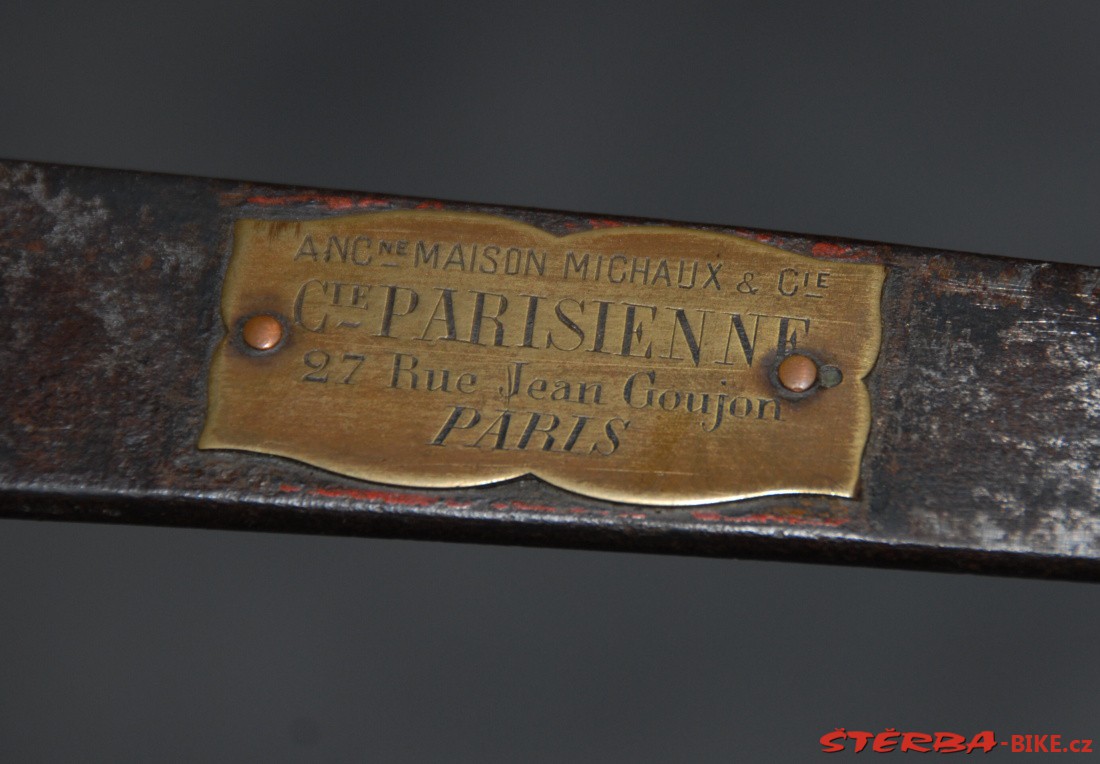 ANCNE MAISON MICHAUX & CIE
CIE PARISIENNE
27 Rue Jean Goujon
PARIS
ŠTĚRBA-BIKE.cz